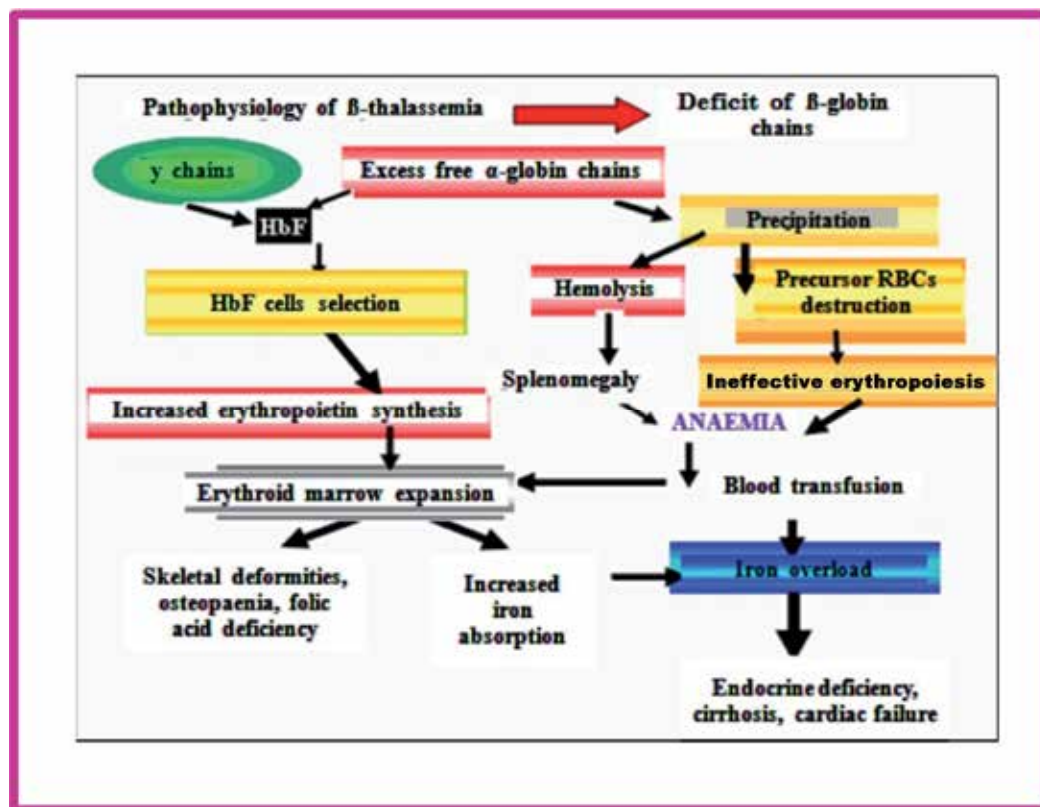 Pathophysiology of ß-thalassemia
Deficit of ß-globin
chains
y chains
Excess free α-globin chains
HbF
Precipitation
HbF cells selection
Hemolysis
Precursor RBCs
destruction
Splenomegaly
Ineffective erythropoiesis
Increased erythropoietin synthesis
ANAEMIA
Erythroid marrow expansion
Blood transfusion
Skeletal deformities,
osteopaenia, folic
acid deficiency
Increased
iron
absorption
Iron overload
Endocrine deficiency,
cirrhosis, cardiac failure